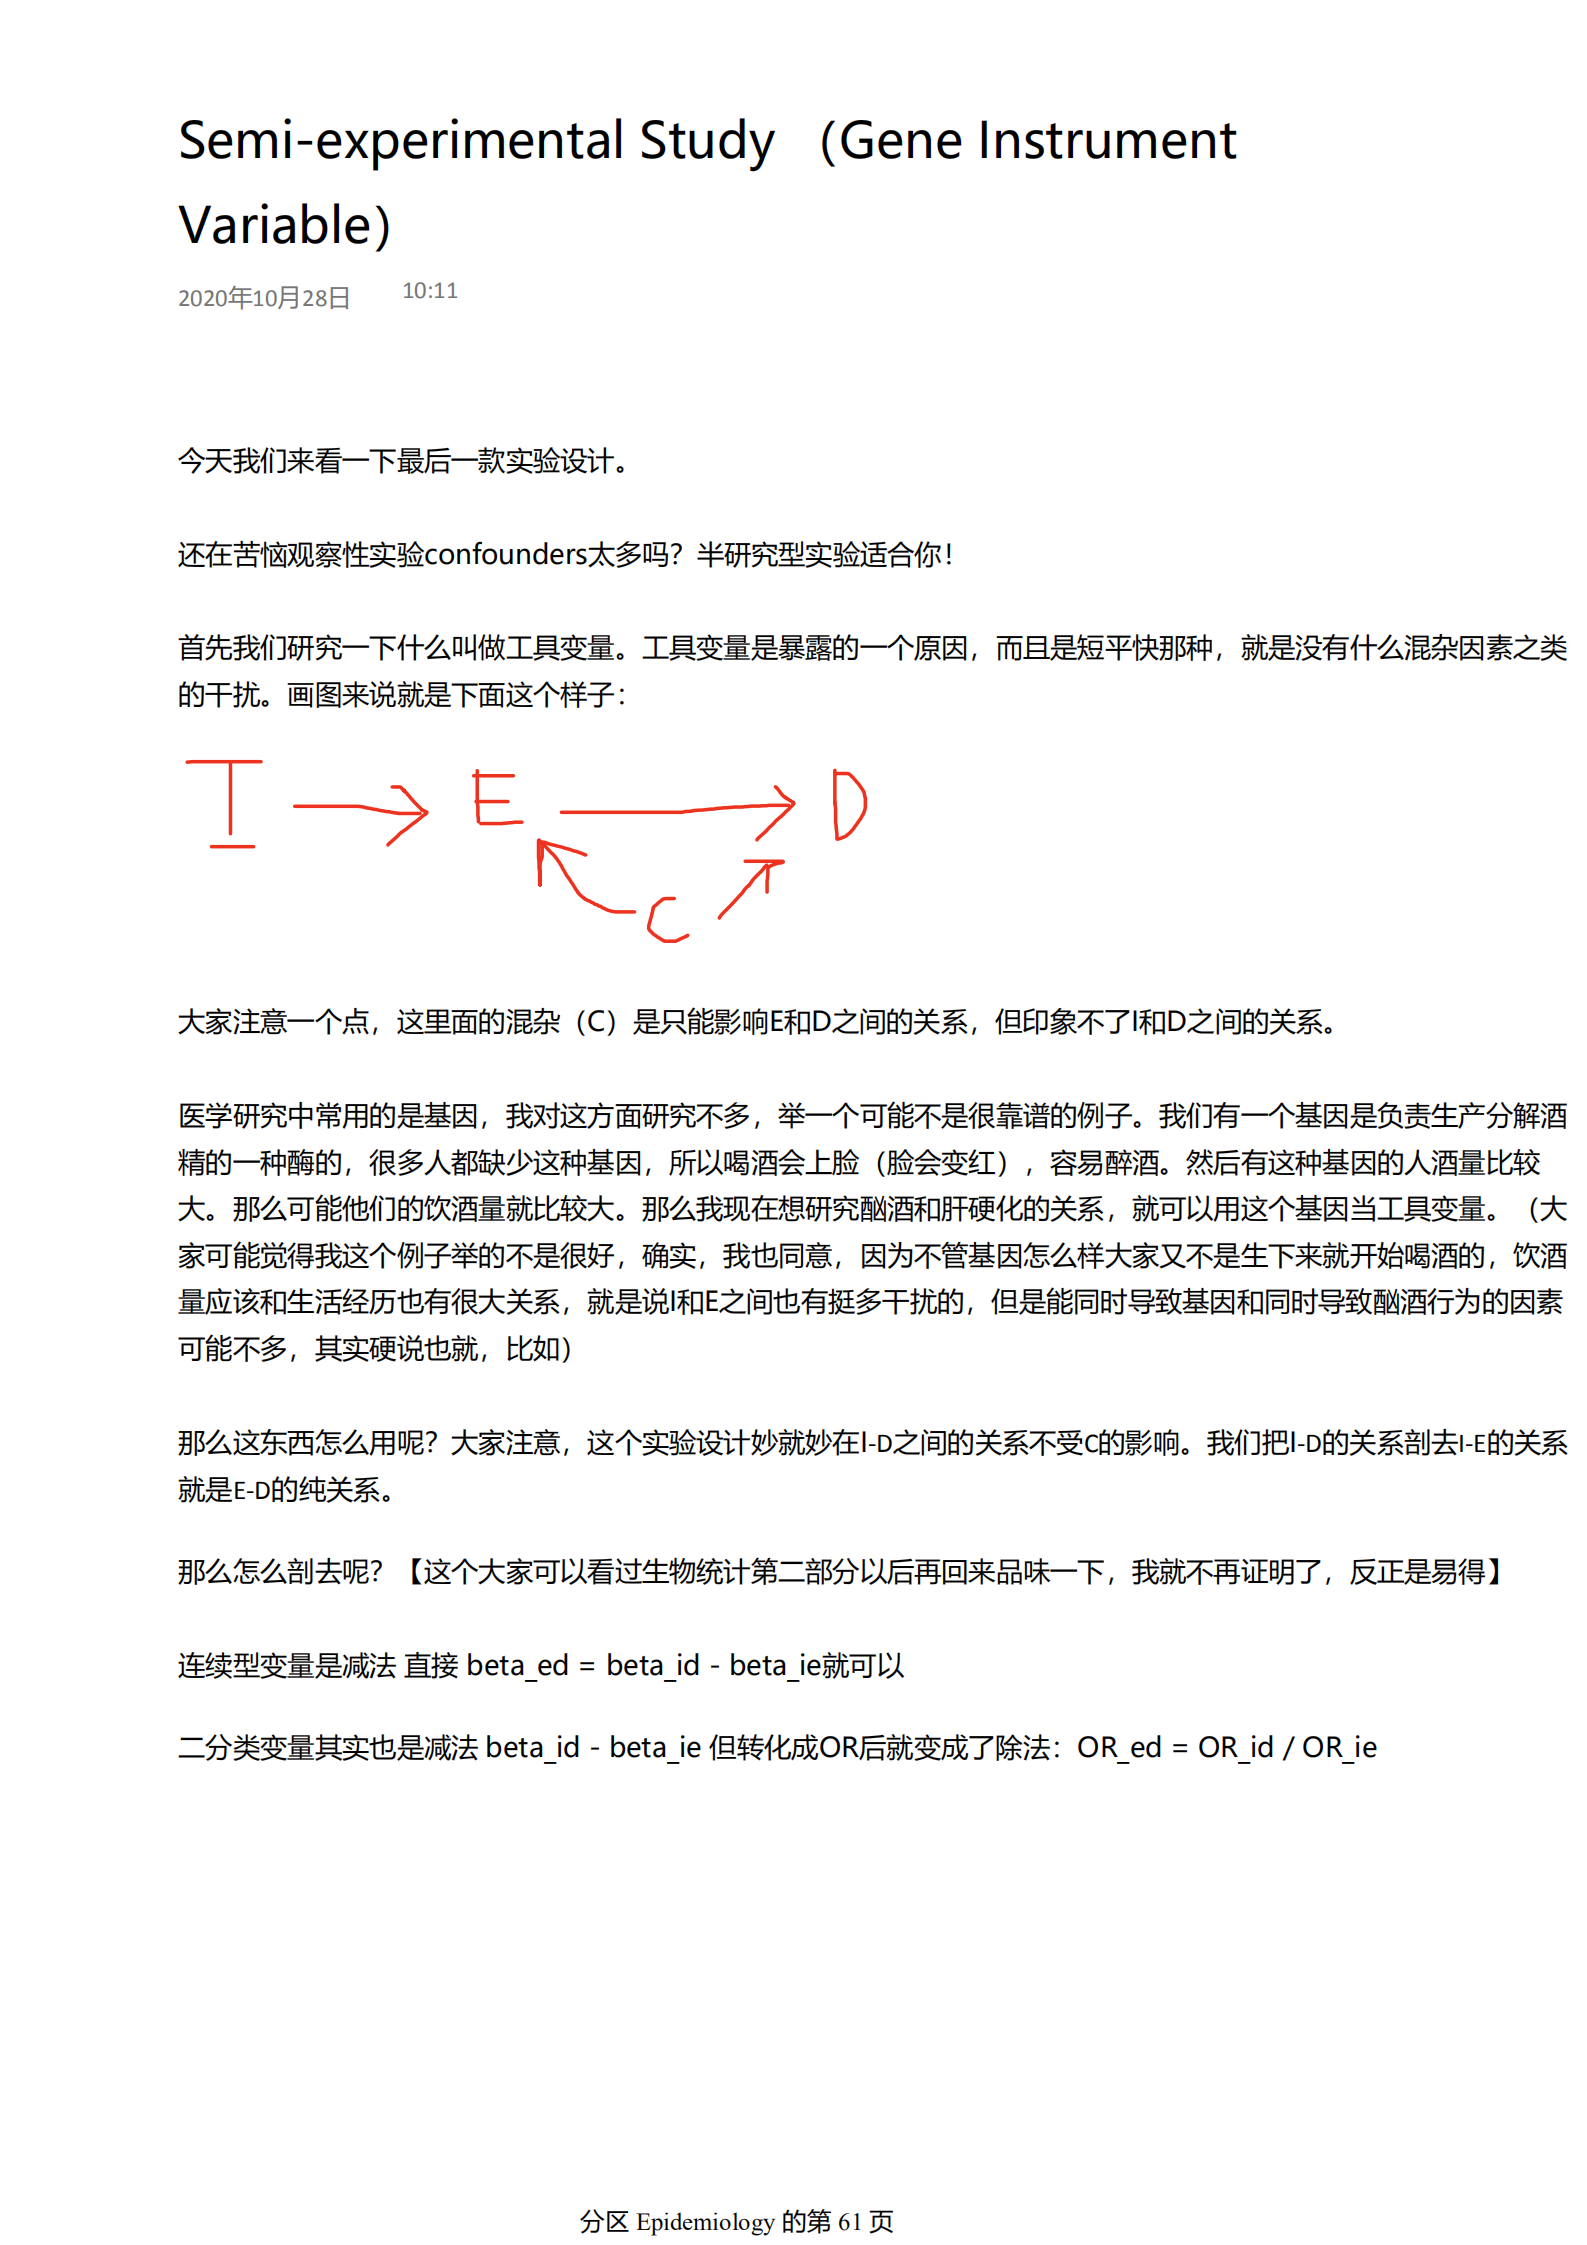 Semi-experimental Study （Gene Instrument
Variable）
2020年10月28日 10:11
今天我们来看一下最后一款实验设计。
还在苦恼观察性实验confounders太多吗？半研究型实验适合你！
首先我们研究一下什么叫做工具变量。工具变量是暴露的一个原因，而且是短平快那种，就是没有什么混杂因素之类
的干扰。画图来说就是下面这个样子：
I E D
C
大家注意一个点，这里面的混杂（C）是只能影响E和D之间的关系，但印象不了I和D之间的关系。
医学研究中常用的是基因，我对这方面研究不多，举一个可能不是很靠谱的例子。我们有一个基因是负责生产分解酒
精的一种酶的，很多人都缺少这种基因，所以喝酒会上脸（脸会变红），容易醉酒。然后有这种基因的人酒量比较
大。那么可能他们的饮酒量就比较大。那么我现在想研究酗酒和肝硬化的关系，就可以用这个基因当工具变量。（大
家可能觉得我这个例子举的不是很好，确实，我也同意，因为不管基因怎么样大家又不是生下来就开始喝酒的，饮酒
量应该和生活经历也有很大关系，就是说I和E之间也有挺多干扰的，但是能同时导致基因和同时导致酗酒行为的因素
可能不多，其实硬说也就，比如）
那么这东西怎么用呢？大家注意，这个实验设计妙就妙在I-D之间的关系不受C的影响。我们把I-D的关系剖去I-E的关系
就是E-D的纯关系。
那么怎么剖去呢？【这个大家可以看过生物统计第二部分以后再回来品味一下，我就不再证明了，反正是易得】
连续型变量是减法 直接 beta_ed = beta_id - beta_ie就可以
二分类变量其实也是减法 beta_id - beta_ie 但转化成OR后就变成了除法：OR_ed = OR_id / OR_ie
分区 Epidemiology 的第 61 页